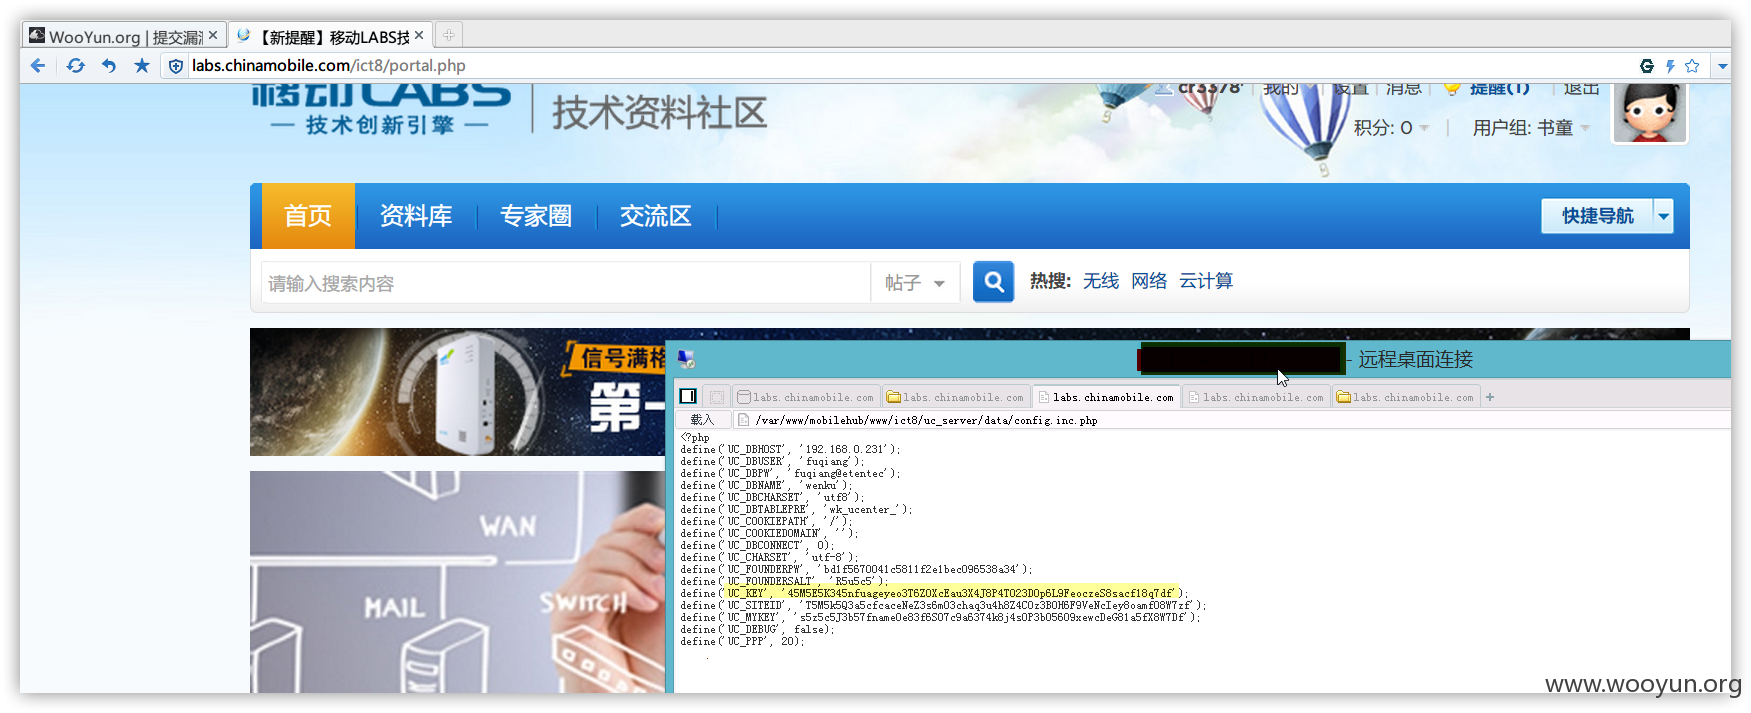 WooYun.org | 提交漏洞
【新提醒】移动LABS技
labs.chinamobile.com/ict8/portal.php
移动LABS
技术创新引擎
技术资料社区
cr3378'
我的
设置
消息
提醒(1)
退出
积分: 0
用户组: 书童
首页
资料库
专家圈
交流区
快捷导航
请输入搜索内容
帖子
热搜: 无线 网络 云计算
信号满格
第一
- 远程桌面连接
labs.chinamobile.com
labs.chinamobile.com
labs.chinamobile.com
labs.chinamobile.com
labs.chinamobile.com
载入
/var/www/mobilehub/www/ict8/uc_server/data/config.inc.php
<?php
define('UC_DBHOST', '192.168.0.231');
define('UC_DBUSER', 'fuqiang');
define('UC_DBPW', 'fuqiang@etentec');
define('UC_DBNAME', 'wenku');
define('UC_DBCHARSET', 'utf8');
define('UC_DBTABLEPRE', 'wk_ucenter_');
define('UC_COOKIEPATH', '/');
define('UC_COOKIEDOMAIN', '');
define('UC_DBCONNECT', 0);
define('UC_CHARSET', 'utf-8');
define('UC_FOUNDERPW', 'bd1f5670041c5811f2e1bec096538a34');
define('UC_FOUNDERSALT', 'R5u5c5');
define('UC_KEY', '45M5E5K345nfuageyeo3T6Z0XcEau3X4J8P4T023D0p6L9FeoczeS8sacf18q7df');
define('UC_SITEID', 'T5M5k5Q3a5cfcaceNeZ3s6m03chaq3u4h8Z4C0z3B0H6F9VeNcIey8oamf08W7zf');
define('UC_MYKEY', 's5z5c5J3b57fname0e83f6S07c9a6374k8j4s0P3b05609xewcDeG81a5fX8W7Df');
define('UC_DEBUG', false);
define('UC_PPP', 20);
WAN
MAIL
SWITCH
www.wooyun.org